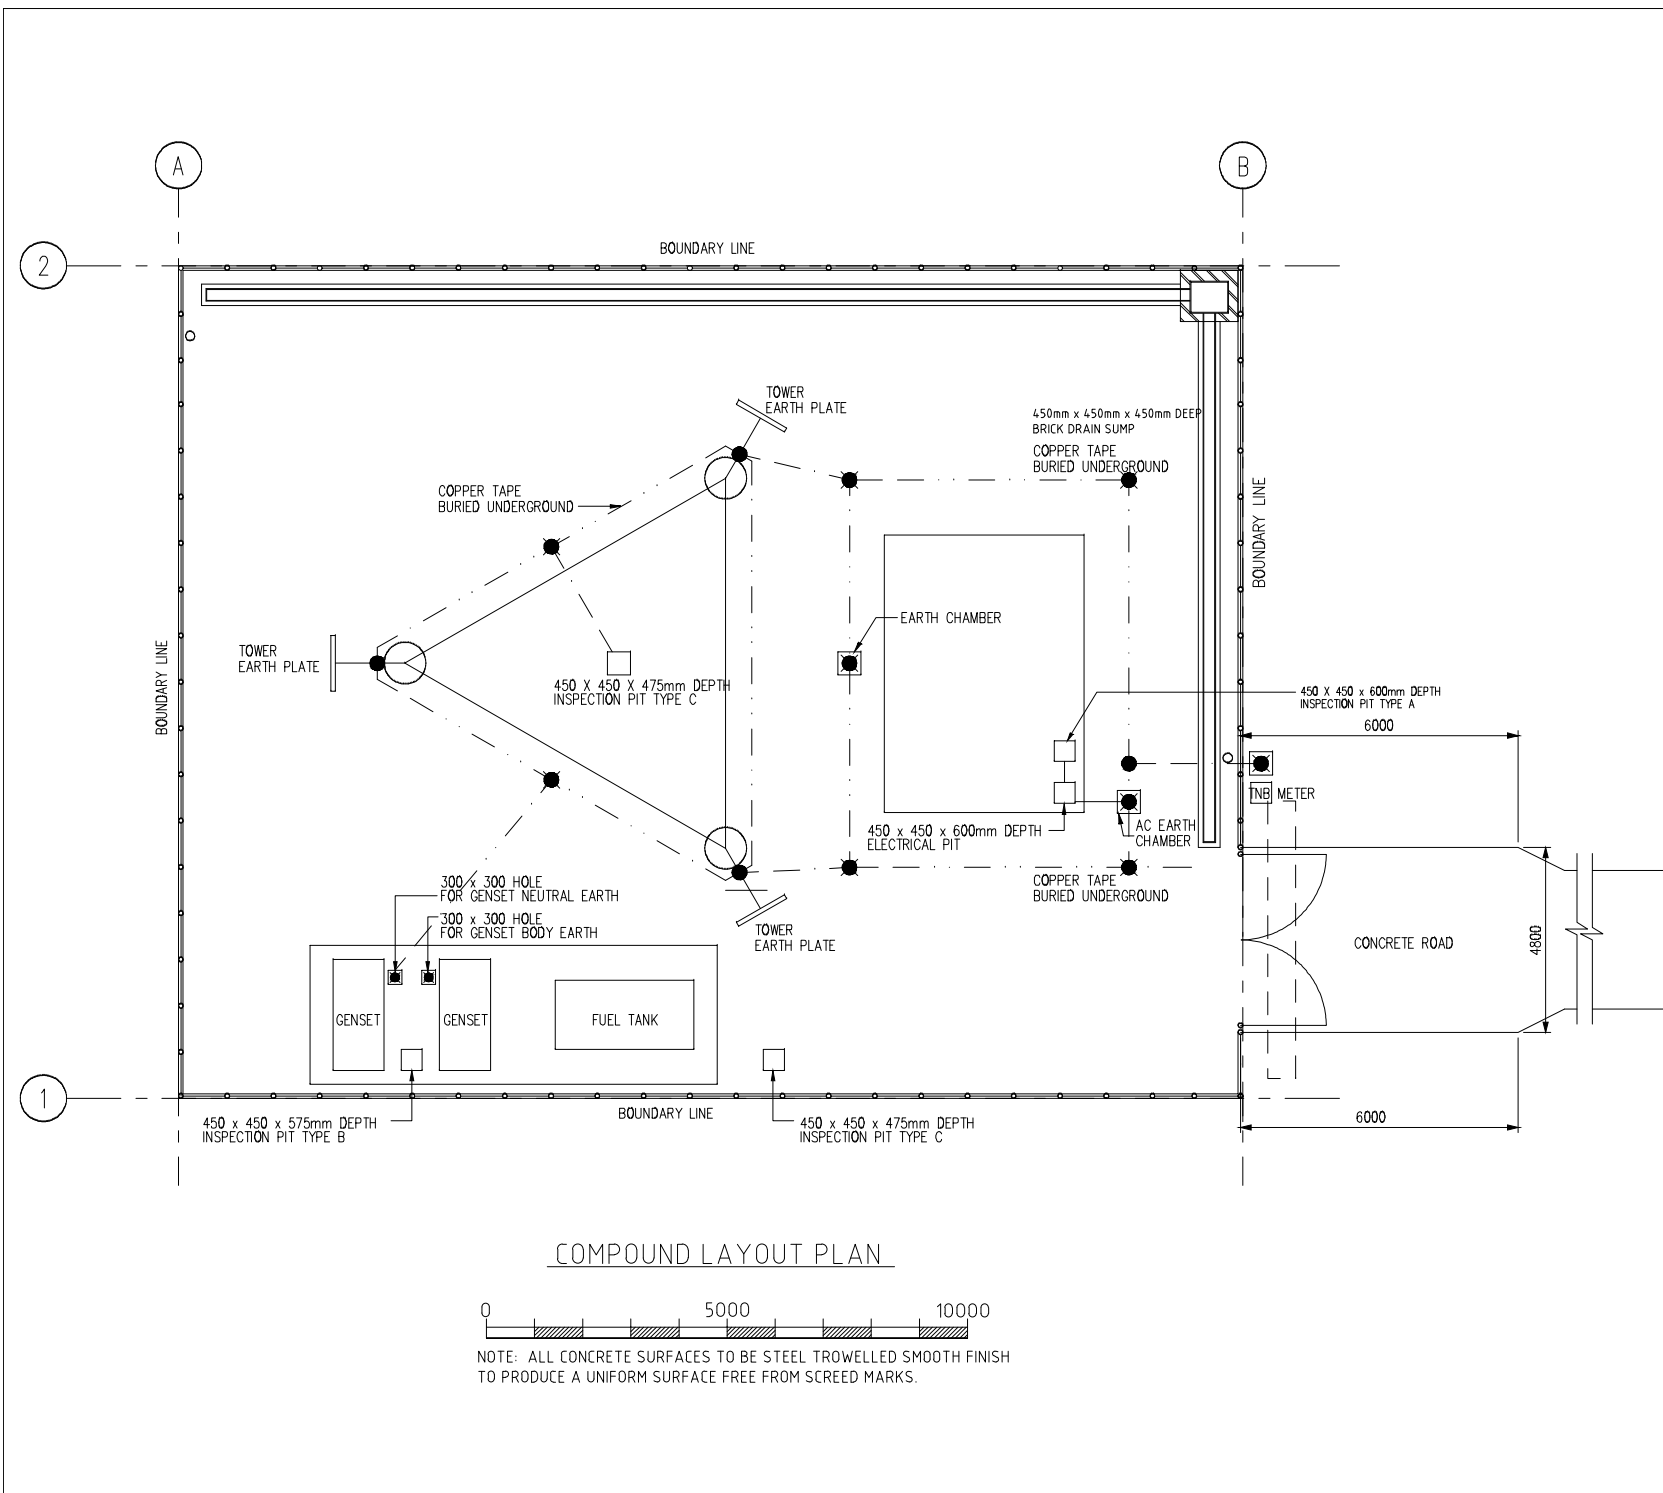 A
B
2
BOUNDARY LINE
TOWER
EARTH PLATE
450mm x 450mm x 450mm DEEP
BRICK DRAIN SUMP
COPPER TAPE
BURIED UNDERGROUND
COPPER TAPE
BURIED UNDERGROUND
BOUNDARY LINE
EARTH CHAMBER
TOWER
EARTH PLATE
BOUNDARY LINE
450 X 450 X 475mm DEPTH
INSPECTION PIT TYPE C
450 X 450 x 600mm DEPTH
INSPECTION PIT TYPE A
6000
TNB METER
450 x 450 x 600mm DEPTH
ELECTRICAL PIT
AC EARTH
CHAMBER
COPPER TAPE
BURIED UNDERGROUND
300 x 300 HOLE
FOR GENSET NEUTRAL EARTH
300 x 300 HOLE
FOR GENSET BODY EARTH
TOWER
EARTH PLATE
CONCRETE ROAD
4800
GENSET
GENSET
FUEL TANK
1
BOUNDARY LINE
450 x 450 x 575mm DEPTH
INSPECTION PIT TYPE B
450 x 450 x 475mm DEPTH
INSPECTION PIT TYPE C
6000
COMPOUND LAYOUT PLAN
0 5000 10000
NOTE: ALL CONCRETE SURFACES TO BE STEEL TROWELLED SMOOTH FINISH
TO PRODUCE A UNIFORM SURFACE FREE FROM SCREED MARKS.